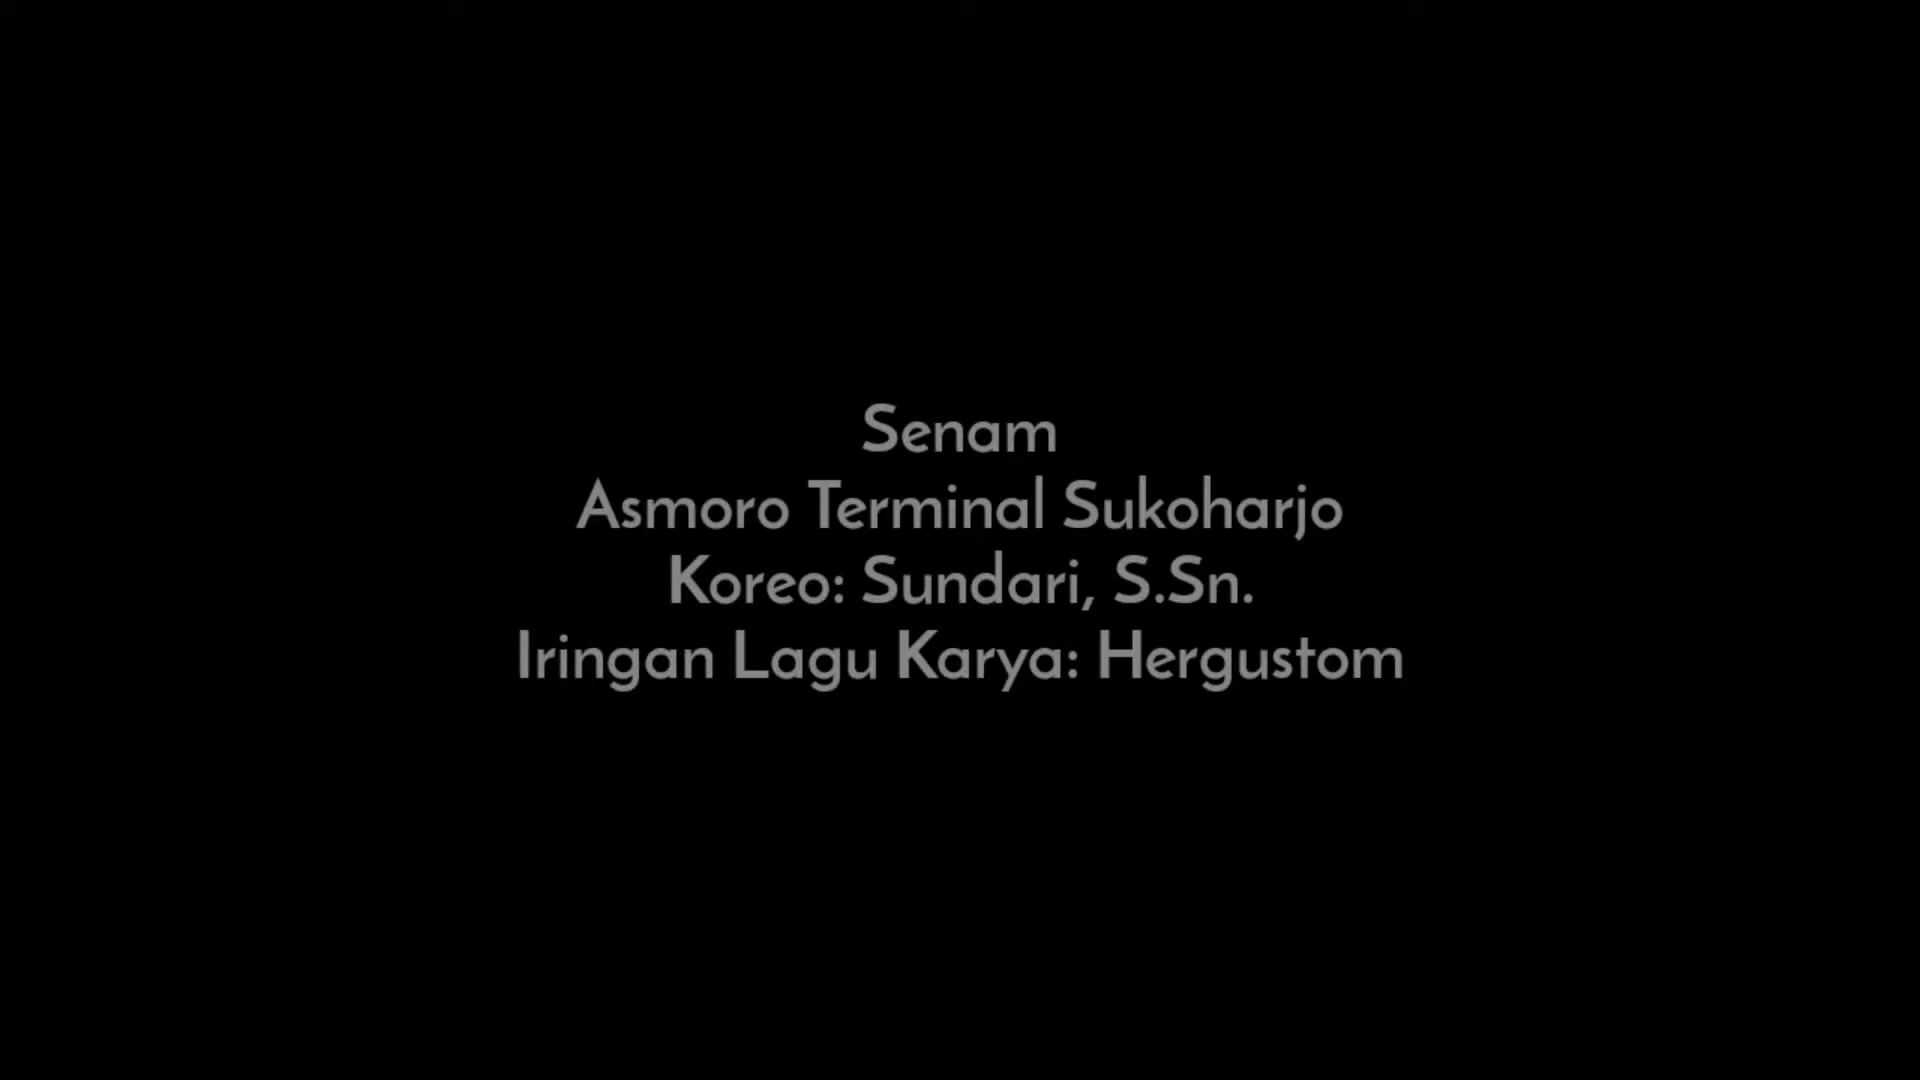 Senam
Asmoro Terminal Sukoharjo
Koreo: Sundari, S.Sn.
Iringan Lagu Karya: Hergustom